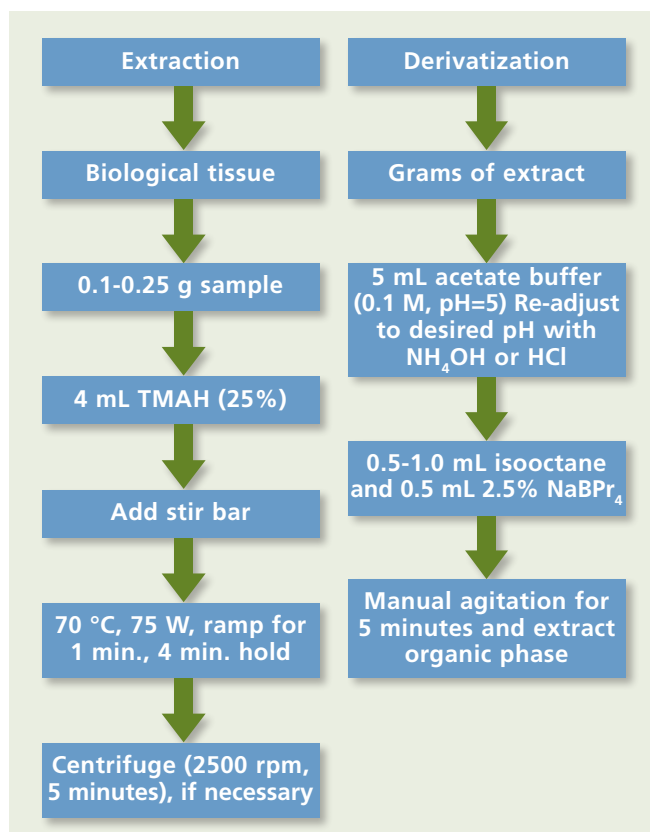 Extraction
Biological tissue
0.1-0.25 g sample
4 mL TMAH (25%)
Add stir bar
70 °C, 75 W, ramp for
1 min., 4 min. hold
Centrifuge (2500 rpm,
5 minutes), if necessary
Derivatization
Grams of extract
5 mL acetate buffer
(0.1 M, pH=5) Re-adjust
to desired pH with
NH₄OH or HCl
0.5-1.0 mL isooctane
and 0.5 mL 2.5% NaBPr₄
Manual agitation for
5 minutes and extract
organic phase